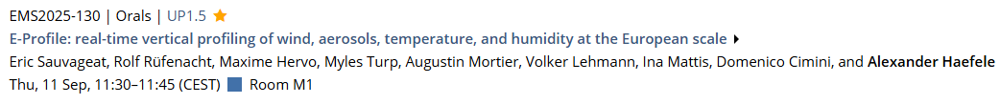 EMS2025-130 | Orals | UP1.5
E-Profile: real-time vertical profiling of wind, aerosols, temperature, and humidity at the European scale
Eric Sauvageat, Rolf Rüfenacht, Maxime Hervo, Myles Turp, Augustin Mortier, Volker Lehmann, Ina Mattis, Domenico Cimini, and Alexander Haefele
Thu, 11 Sep, 11:30–11:45 (CEST) Room M1